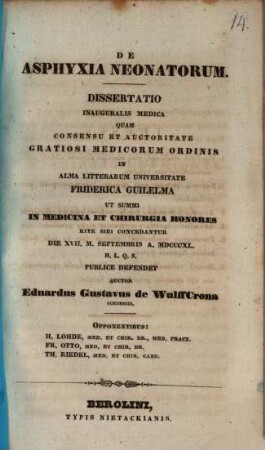 14.
DE
ASPHYXIA NEONATORUM.
DISSERTATIO
INAUGURALIS MEDICA
QUAM
CONSENSU ET AUCTORITATE
GRATIOSI MEDICORUM ORDINIS
IN
ALMA LITTERARUM UNIVERSITATE
FRIDERICA GUILELMA
UT SUMMI
IN MEDICINA ET CHIRURGIA HONORES
RITE SIBI CONCEDANTUR
DIE XVII. M. SEPTEMBRIS A. MDCCCXL.
H. L. Q. S.
PUBLICE DEFENDET
AUCTOR
Eduardus Gustavus de WulffCrona
OPPONENTIBUS:
H. LOHDE, MED. ET CHIR. DR., MED. PRACT.
FR. OTTO, MED. ET CHIR. DR.
TH. RIEDEL, MED. ET CHIR. CAND.
BEROLINI,
TYPIS NIETACKIANIS.